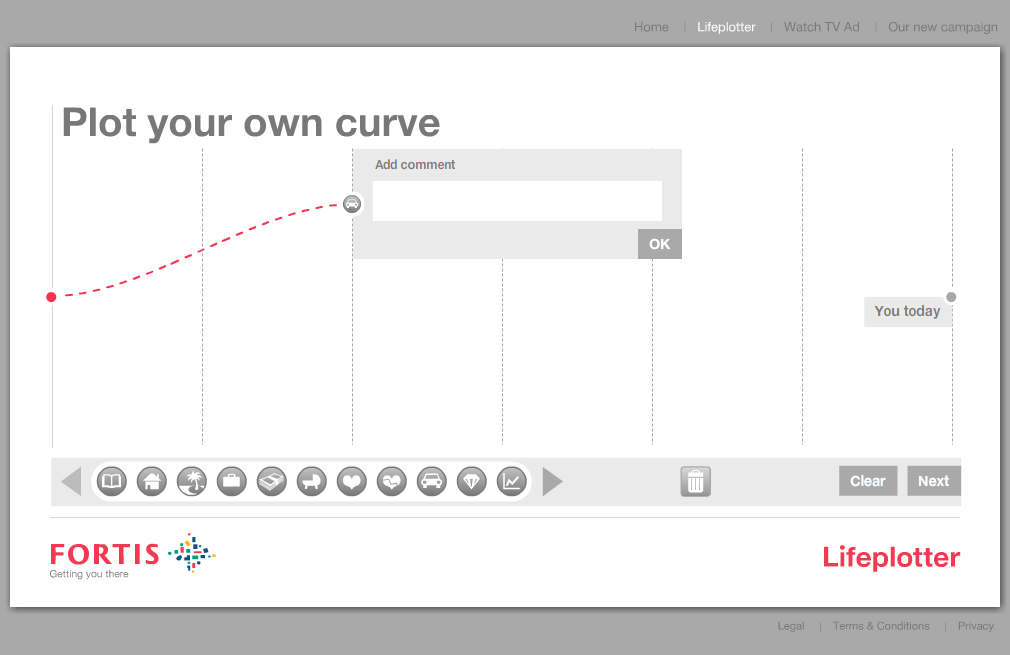 Home | Lifeplotter | Watch TV Ad | Our new campaign
Plot your own curve
Add comment
OK
You today
Clear
Next
FORTIS
Getting you there
Lifeplotter
Legal | Terms & Conditions | Privacy